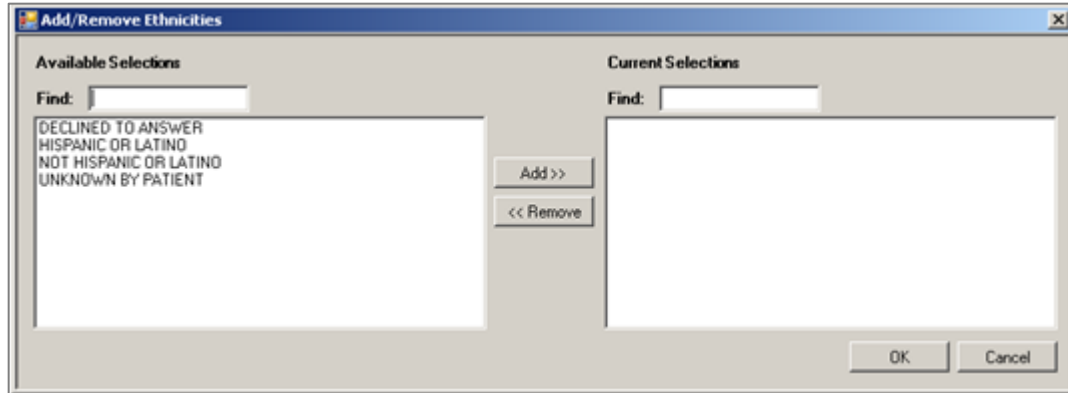 Add/Remove Ethnicities
Available Selections
Current Selections
Find:
Find:
DECLINED TO ANSWER
HISPANIC OR LATINO
NOT HISPANIC OR LATINO
UNKNOWN BY PATIENT
Add >>
<< Remove
OK
Cancel